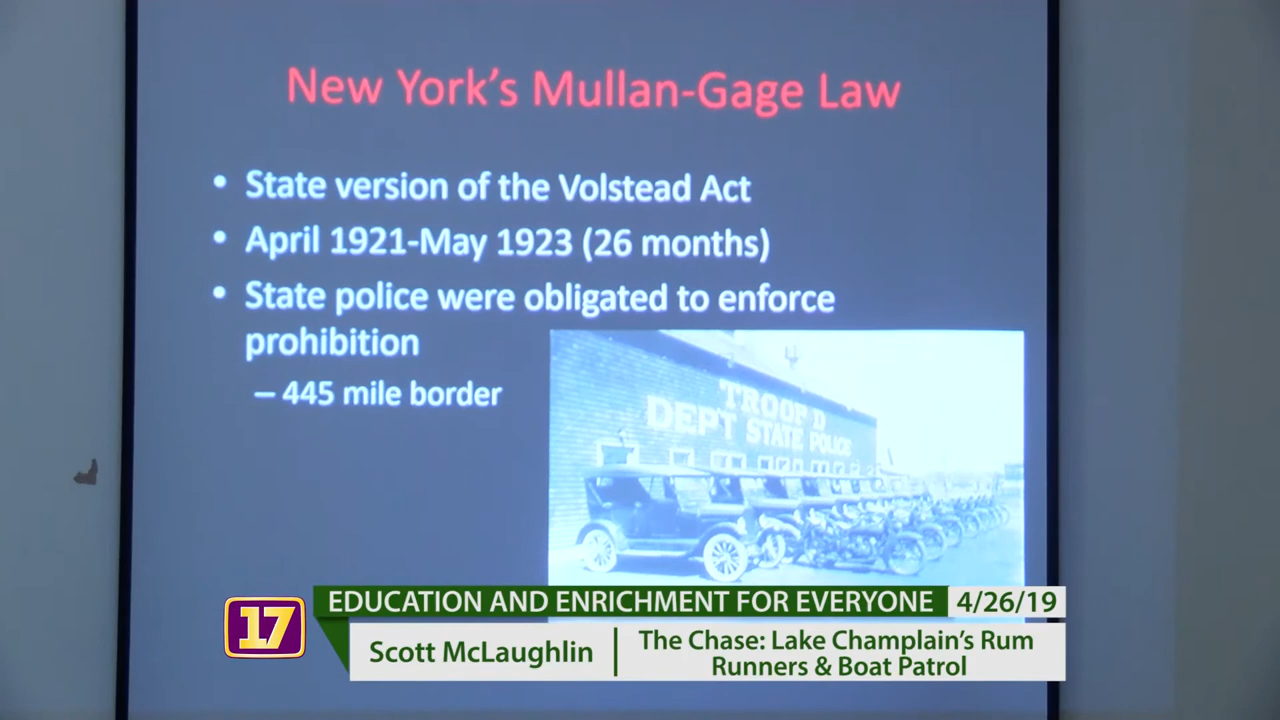 New York’s Mullan-Gage Law
• State version of the Volstead Act
• April 1921-May 1923 (26 months)
• State police were obligated to enforce
prohibition
– 445 mile border
TROOP D
DEPT STATE POLICE
17
EDUCATION AND ENRICHMENT FOR EVERYONE 4/26/19
Scott McLaughlin
The Chase: Lake Champlain’s Rum
Runners & Boat Patrol